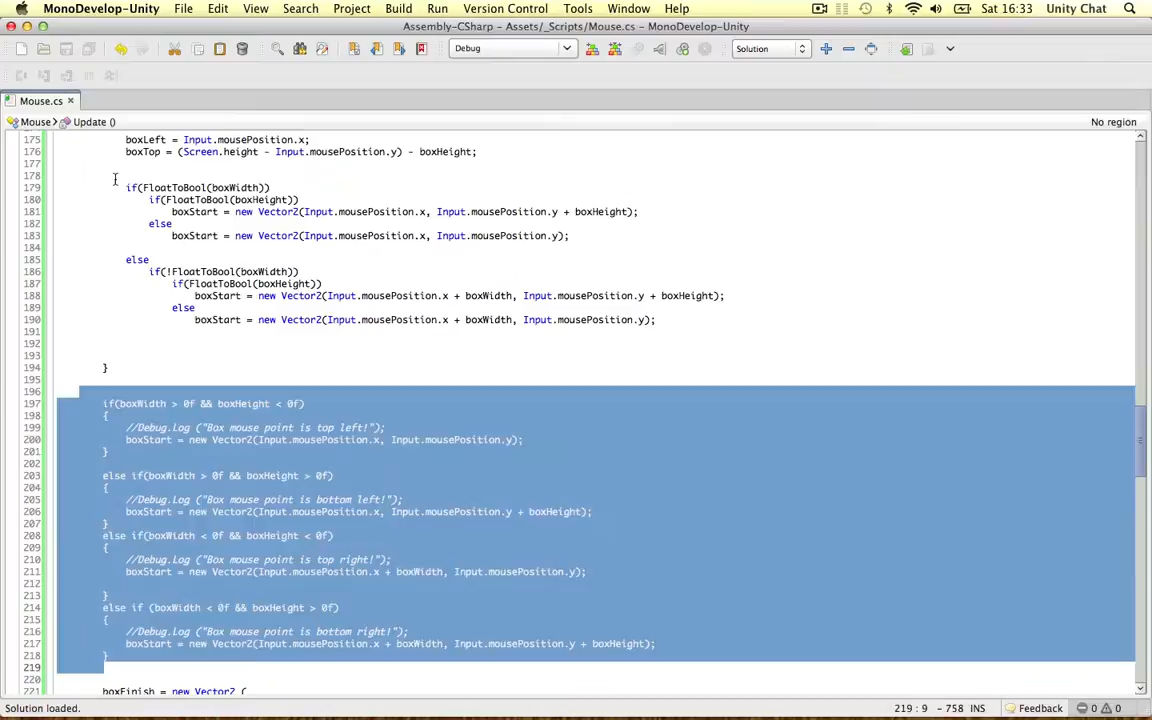 MonoDevelop-Unity File Edit View Search Project Build Run Version Control Tools Window Help Sat 16:33 Unity Chat
Assembly-CSharp - Assets/_Scripts/Mouse.cs - MonoDevelop-Unity
Debug Solution
Mouse.cs ×
Mouse Update () No region
175 boxLeft = Input.mousePosition.x;
176 boxTop = (Screen.height - Input.mousePosition.y) - boxHeight;
177
178
179 if(FloatToBool(boxWidth))
180 if(FloatToBool(boxHeight))
181 boxStart = new Vector2(Input.mousePosition.x, Input.mousePosition.y + boxHeight);
182 else
183 boxStart = new Vector2(Input.mousePosition.x, Input.mousePosition.y);
184
185 else
186 if(!FloatToBool(boxWidth))
187 if(FloatToBool(boxHeight))
188 boxStart = new Vector2(Input.mousePosition.x + boxWidth, Input.mousePosition.y + boxHeight);
189 else
190 boxStart = new Vector2(Input.mousePosition.x + boxWidth, Input.mousePosition.y);
191
192
193
194 }
195
196
197 if(boxWidth > 0f && boxHeight < 0f)
198 {
199 //Debug.Log ("Box mouse point is top left!");
200 boxStart = new Vector2(Input.mousePosition.x, Input.mousePosition.y);
201 }
202
203 else if(boxWidth > 0f && boxHeight > 0f)
204 {
205 //Debug.Log ("Box mouse point is bottom left!");
206 boxStart = new Vector2(Input.mousePosition.x, Input.mousePosition.y + boxHeight);
207 }
208 else if(boxWidth < 0f && boxHeight < 0f)
209 {
210 //Debug.Log ("Box mouse point is top right!");
211 boxStart = new Vector2(Input.mousePosition.x + boxWidth, Input.mousePosition.y);
212
213 }
214 else if (boxWidth < 0f && boxHeight > 0f)
215 {
216 //Debug.Log ("Box mouse point is bottom right!");
217 boxStart = new Vector2(Input.mousePosition.x + boxWidth, Input.mousePosition.y + boxHeight);
218 }
219
220
221 boxFinish = new Vector2 (
Solution loaded. 219 : 9 - 758 INS Feedback 0 0